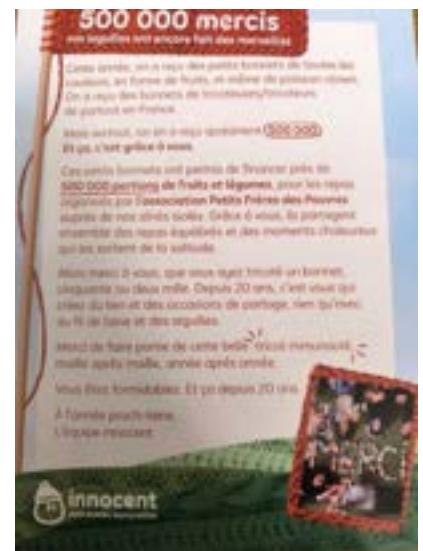 500 000 mercis
vos aiguilles ont encore fait des merveilles
Cette année, on a reçu des petits bonnets de toutes les
couleurs, en forme de fruits, et même de poisson-clown.
On a reçu des bonnets de tricoteuses/tricoteurs
de partout en France.
Mais surtout, on en a reçu quasiment 500 000.
Et ça, c'est grâce à vous.
Ces petits bonnets ont permis de financer près de
500 000 portions de fruits et légumes, pour les repas
organisés par l'association Petits Frères des Pauvres
auprès de nos aînés isolés. Grâce à vous, ils partagent
ensemble des repas équilibrés et des moments chaleureux
qui les sortent de la solitude.
Alors merci à vous, que vous ayez tricoté un bonnet,
cinquante ou deux mille. Depuis 20 ans, c'est vous qui
créez du lien et des occasions de partage, rien qu'avec
du fil de laine et des aiguilles.
Merci de faire partie de cette belle tricot mmunauté,
maille après maille, année après année.
Vous êtes formidables. Et ça depuis 20 ans.
À l'année proch-laine.
L'équipe innocent
MERCI
innocent